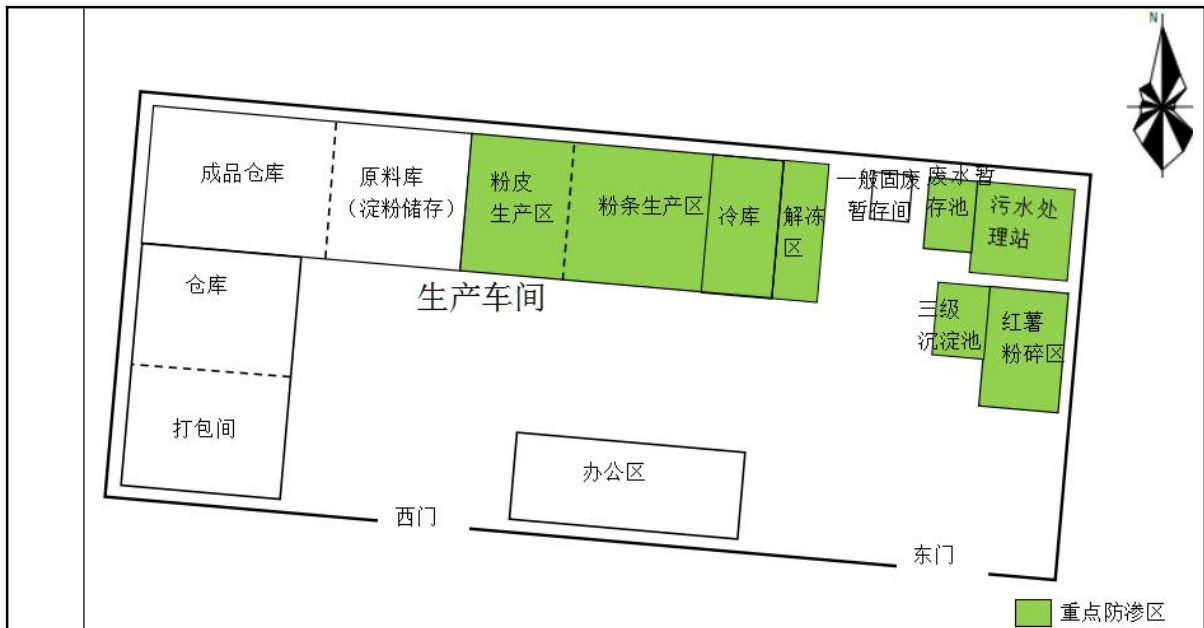 N
成品仓库
原料库
（淀粉储存）
粉皮
生产区
粉条生产区
冷库
解冻
区
一般固废
暂存间
废水暂
存池
污水处
理站
仓库
生产车间
三级
沉淀池
红薯
粉碎区
打包间
办公区
西门
东门
重点防渗区